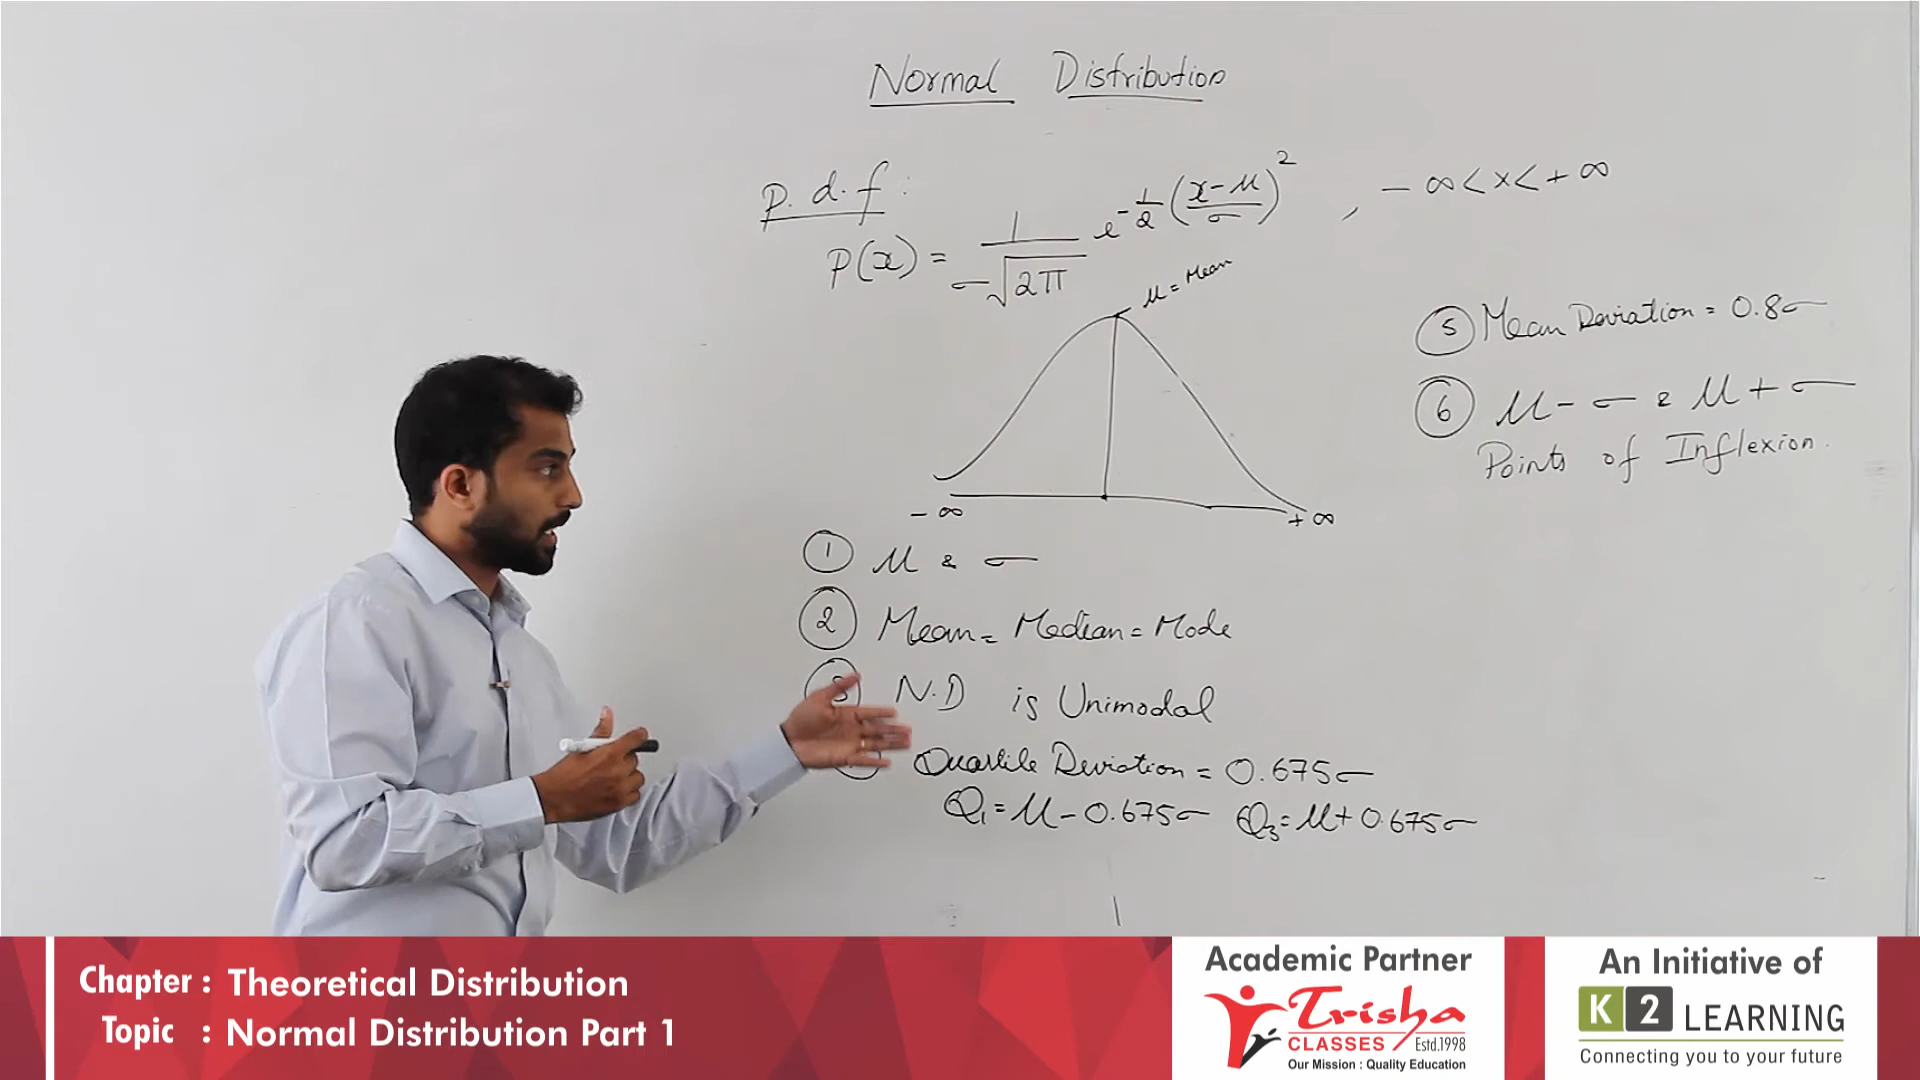 Normal Distribution
p.d.f :
P(x) = 1/σ√2π e^-1/2(x-μ/σ)^2 , -∞<x<+∞
μ = Mean
-∞ +∞
① μ & σ
② Mean = Median = Mode
③ N.D is Unimodal
Quartile Deviation = 0.675σ
Q₁ = μ - 0.675σ Q₃ = μ + 0.675σ
⑤ Mean Deviation = 0.8σ
⑥ μ - σ & μ + σ
Points of Inflexion.
Chapter : Theoretical Distribution
Topic : Normal Distribution Part 1
Academic Partner
Trisha
CLASSES Estd.1998
Our Mission : Quality Education
An Initiative of
K2 LEARNING
Connecting you to your future